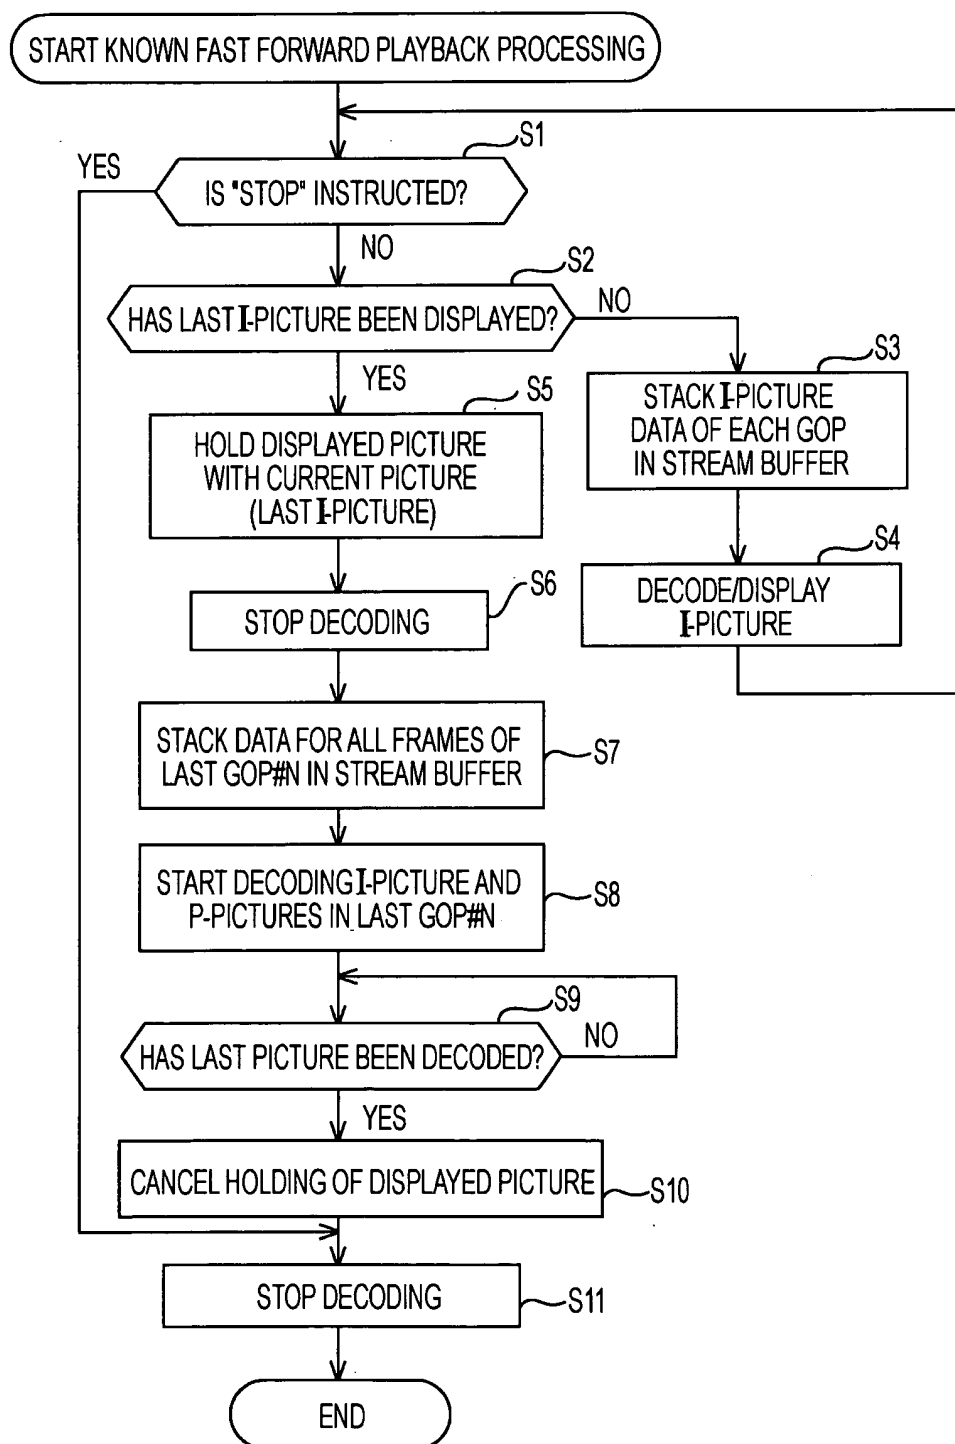 START KNOWN FAST FORWARD PLAYBACK PROCESSING
S1
YES
IS "STOP" INSTRUCTED?
NO
S2
HAS LAST I-PICTURE BEEN DISPLAYED?
NO
YES
S3
STACK I-PICTURE
DATA OF EACH GOP
IN STREAM BUFFER
S5
HOLD DISPLAYED PICTURE
WITH CURRENT PICTURE
(LAST I-PICTURE)
S4
DECODE/DISPLAY
I-PICTURE
S6
STOP DECODING
STACK DATA FOR ALL FRAMES OF
LAST GOP#N IN STREAM BUFFER
S7
START DECODING I-PICTURE AND
P-PICTURES IN LAST GOP#N
S8
S9
HAS LAST PICTURE BEEN DECODED?
NO
YES
CANCEL HOLDING OF DISPLAYED PICTURE
S10
STOP DECODING
S11
END